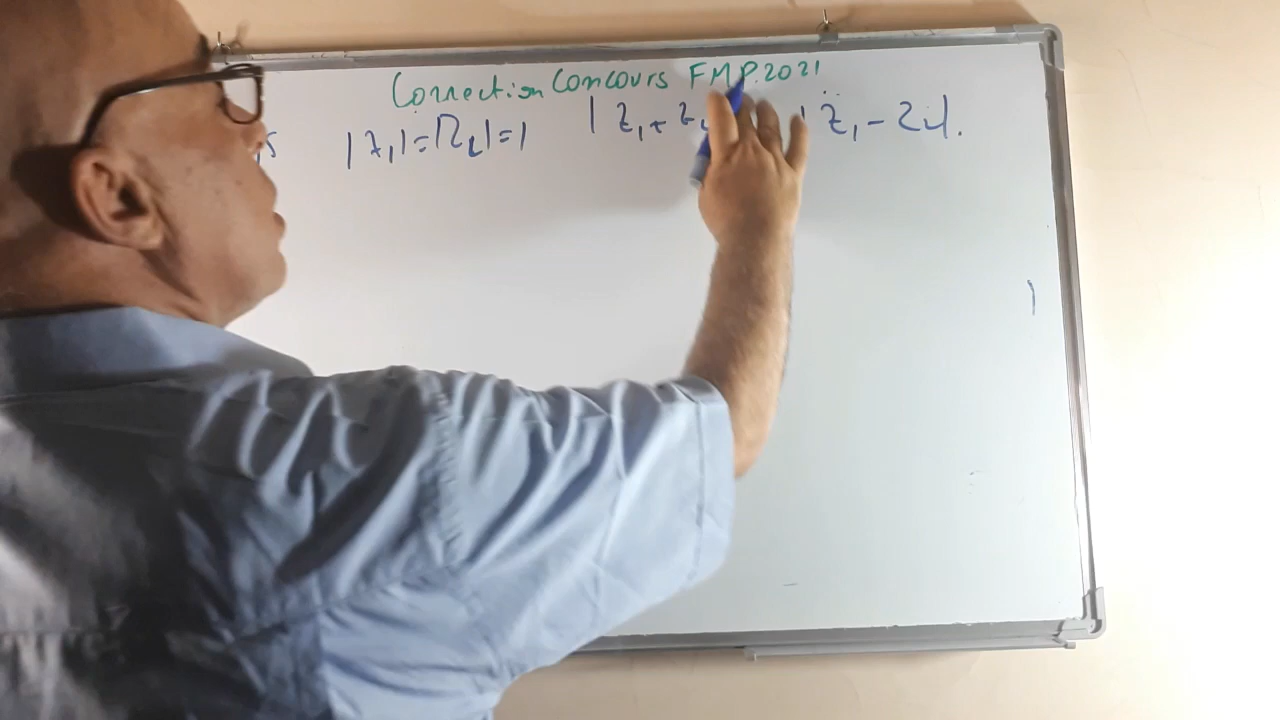 Correction Concours FMP.2021
|z₁|=|z₂|=1 |z₁+z₂ |z₁-z₂|.